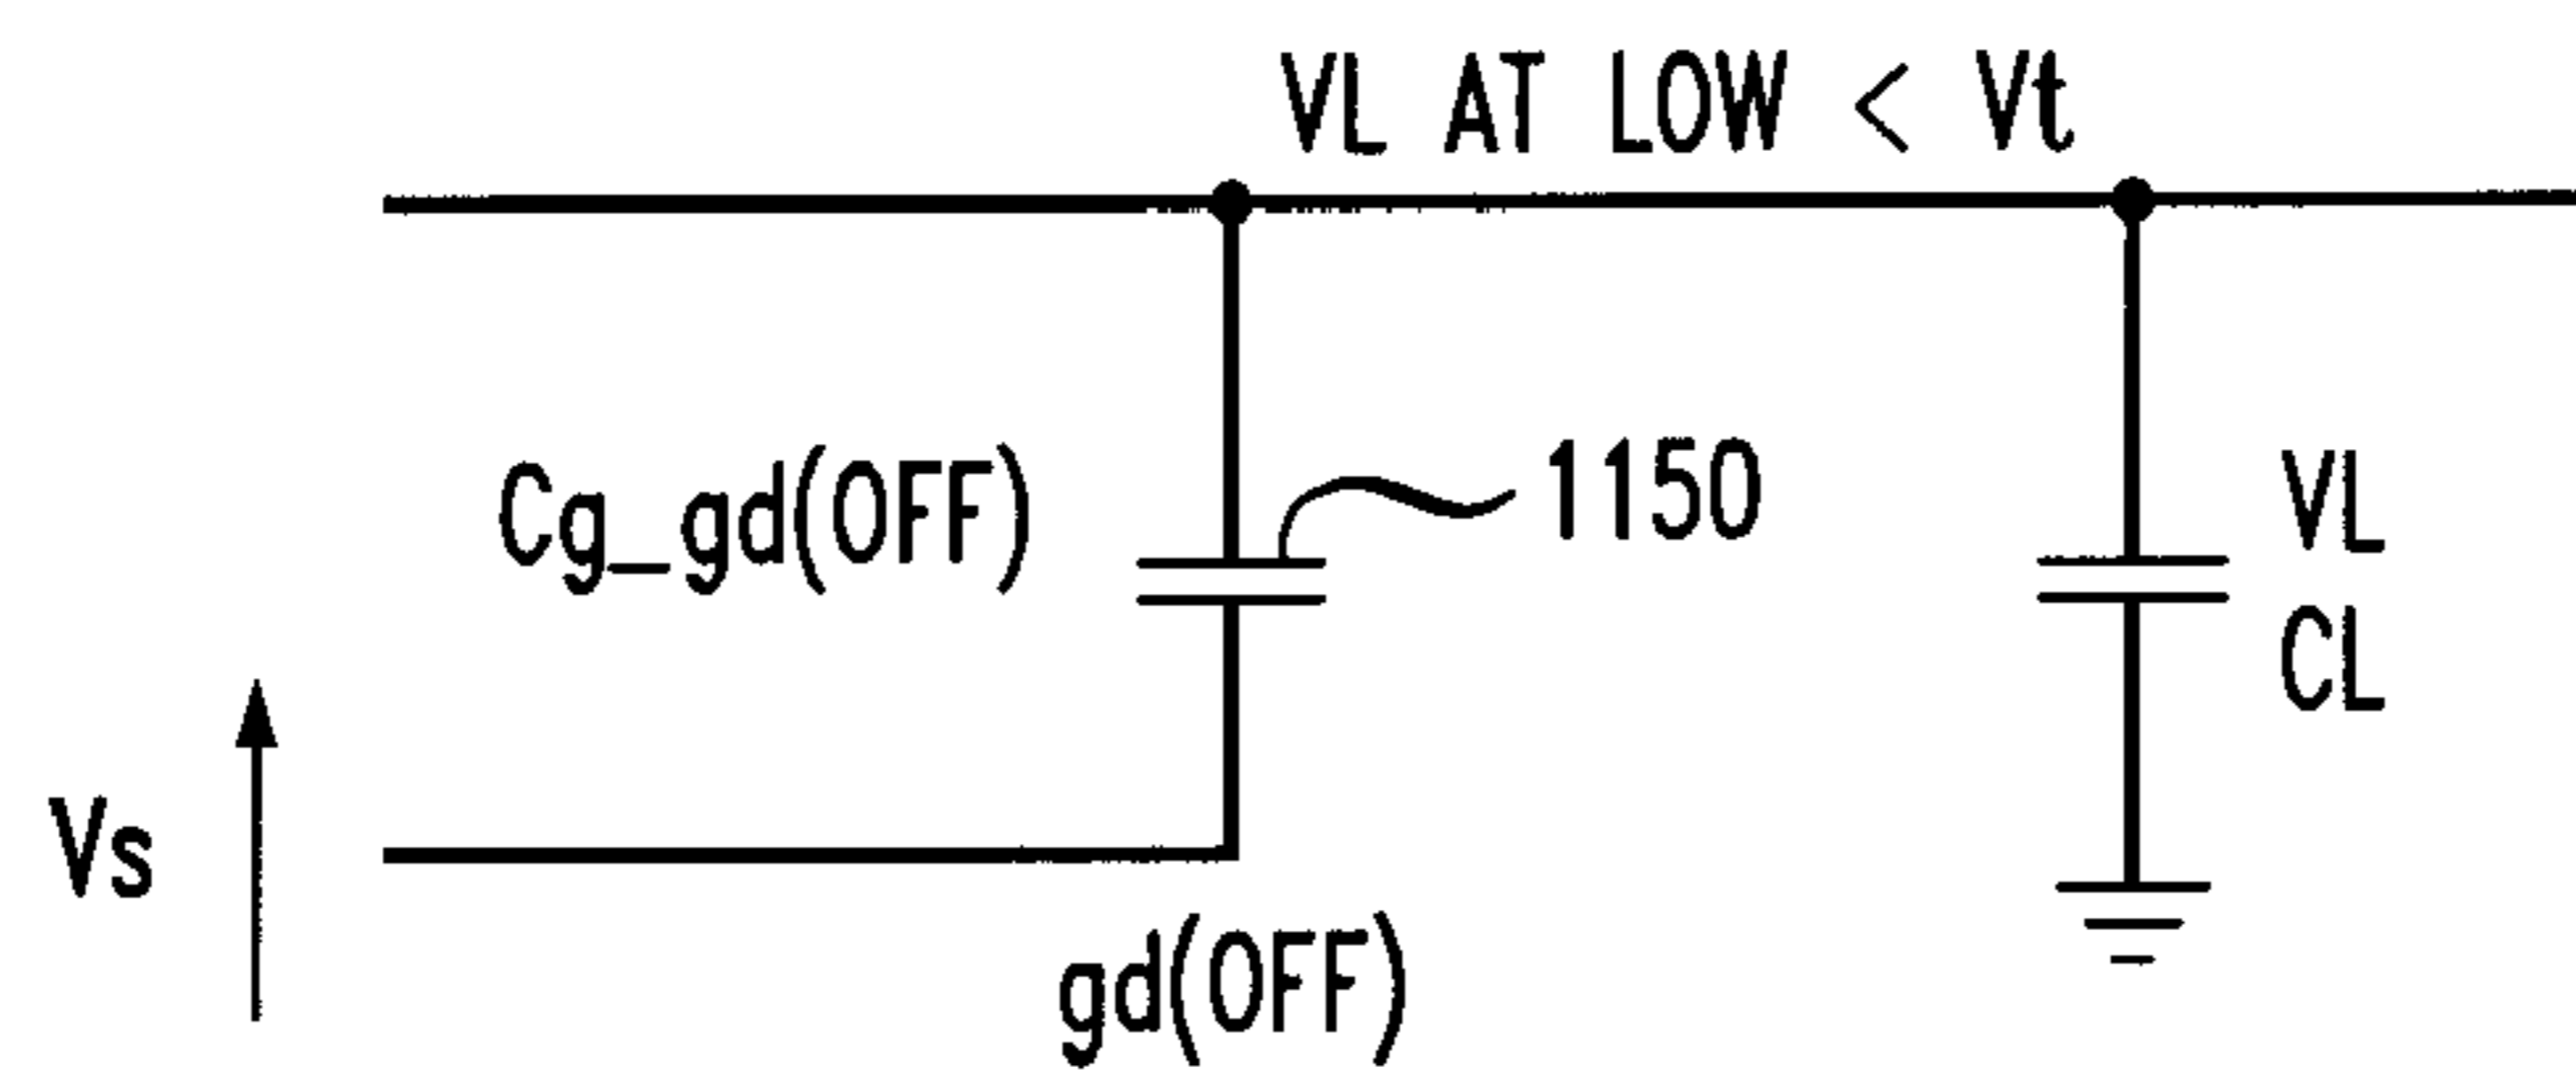 VL AT LOW < Vt
Cg_gd(OFF)
1150
VL
CL
Vs
gd(OFF)